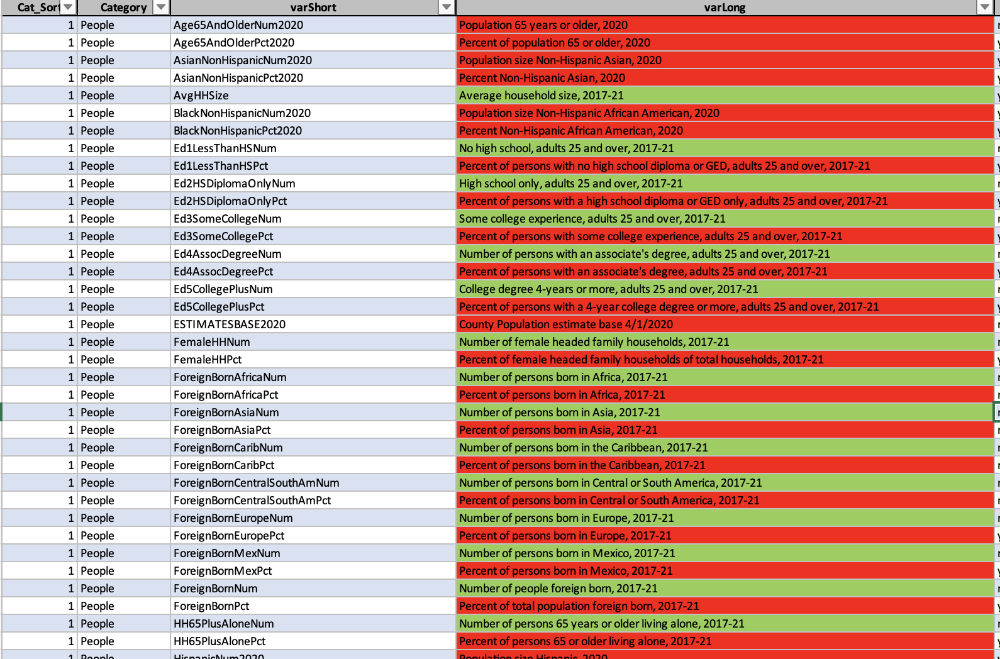 Cat_Sort Category varShort varLong
1 People Age65AndOlderNum2020 Population 65 years or older, 2020
1 People Age65AndOlderPct2020 Percent of population 65 or older, 2020
1 People AsianNonHispanicNum2020 Population size Non-Hispanic Asian, 2020
1 People AsianNonHispanicPct2020 Percent Non-Hispanic Asian, 2020
1 People AvgHHSize Average household size, 2017-21
1 People BlackNonHispanicNum2020 Population size Non-Hispanic African American, 2020
1 People BlackNonHispanicPct2020 Percent Non-Hispanic African American, 2020
1 People Ed1LessThanHSNum No high school, adults 25 and over, 2017-21
1 People Ed1LessThanHSPct Percent of persons with no high school diploma or GED, adults 25 and over, 2017-21
1 People Ed2HSDiplomaOnlyNum High school only, adults 25 and over, 2017-21
1 People Ed2HSDiplomaOnlyPct Percent of persons with a high school diploma or GED only, adults 25 and over, 2017-21
1 People Ed3SomeCollegeNum Some college experience, adults 25 and over, 2017-21
1 People Ed3SomeCollegePct Percent of persons with some college experience, adults 25 and over, 2017-21
1 People Ed4AssocDegreeNum Number of persons with an associate's degree, adults 25 and over, 2017-21
1 People Ed4AssocDegreePct Percent of persons with an associate's degree, adults 25 and over, 2017-21
1 People Ed5CollegePlusNum College degree 4-years or more, adults 25 and over, 2017-21
1 People Ed5CollegePlusPct Percent of persons with a 4-year college degree or more, adults 25 and over, 2017-21
1 People ESTIMATESBASE2020 County Population estimate base 4/1/2020
1 People FemaleHHNum Number of female headed family households, 2017-21
1 People FemaleHHPct Percent of female headed family households of total households, 2017-21
1 People ForeignBornAfricaNum Number of persons born in Africa, 2017-21
1 People ForeignBornAfricaPct Percent of persons born in Africa, 2017-21
1 People ForeignBornAsiaNum Number of persons born in Asia, 2017-21
1 People ForeignBornAsiaPct Percent of persons born in Asia, 2017-21
1 People ForeignBornCaribNum Number of persons born in the Caribbean, 2017-21
1 People ForeignBornCaribPct Percent of persons born in the Caribbean, 2017-21
1 People ForeignBornCentralSouthAmNum Number of persons born in Central or South America, 2017-21
1 People ForeignBornCentralSouthAmPct Percent of persons born in Central or South America, 2017-21
1 People ForeignBornEuropeNum Number of persons born in Europe, 2017-21
1 People ForeignBornEuropePct Percent of persons born in Europe, 2017-21
1 People ForeignBornMexNum Number of persons born in Mexico, 2017-21
1 People ForeignBornMexPct Percent of persons born in Mexico, 2017-21
1 People ForeignBornNum Number of people foreign born, 2017-21
1 People ForeignBornPct Percent of total population foreign born, 2017-21
1 People HH65PlusAloneNum Number of persons 65 years or older living alone, 2017-21
1 People HH65PlusAlonePct Percent of persons 65 or older living alone, 2017-21
1 People HispanicNum2020 Population size Hispanic, 2020